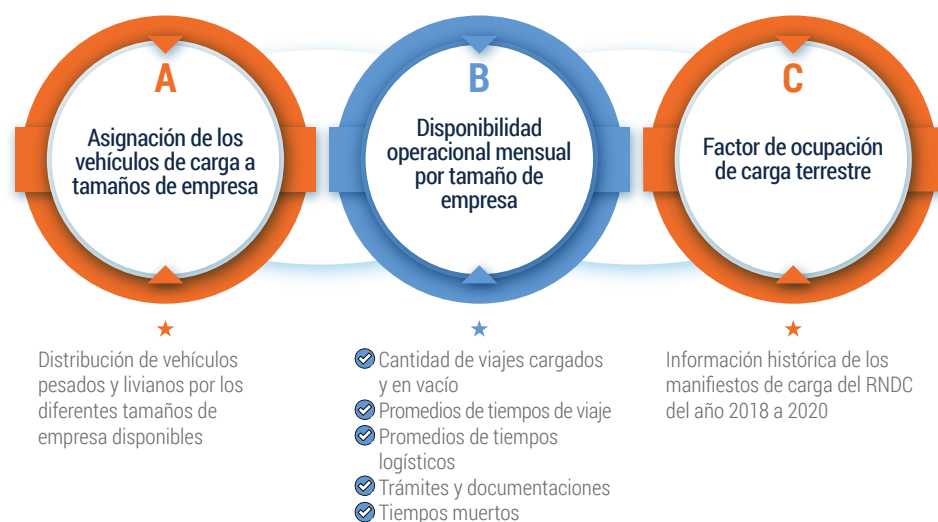 A
Asignación de los
vehículos de carga a
tamaños de empresa
Distribución de vehículos
pesados y livianos por los
diferentes tamaños de
empresa disponibles
B
Disponibilidad
operacional mensual
por tamaño de
empresa
Cantidad de viajes cargados
y en vacío
Promedios de tiempos de viaje
Promedios de tiempos
logísticos
Trámites y documentaciones
Tiempos muertos
C
Factor de ocupación
de carga terrestre
Información histórica de los
manifiestos de carga del RNDC
del año 2018 a 2020